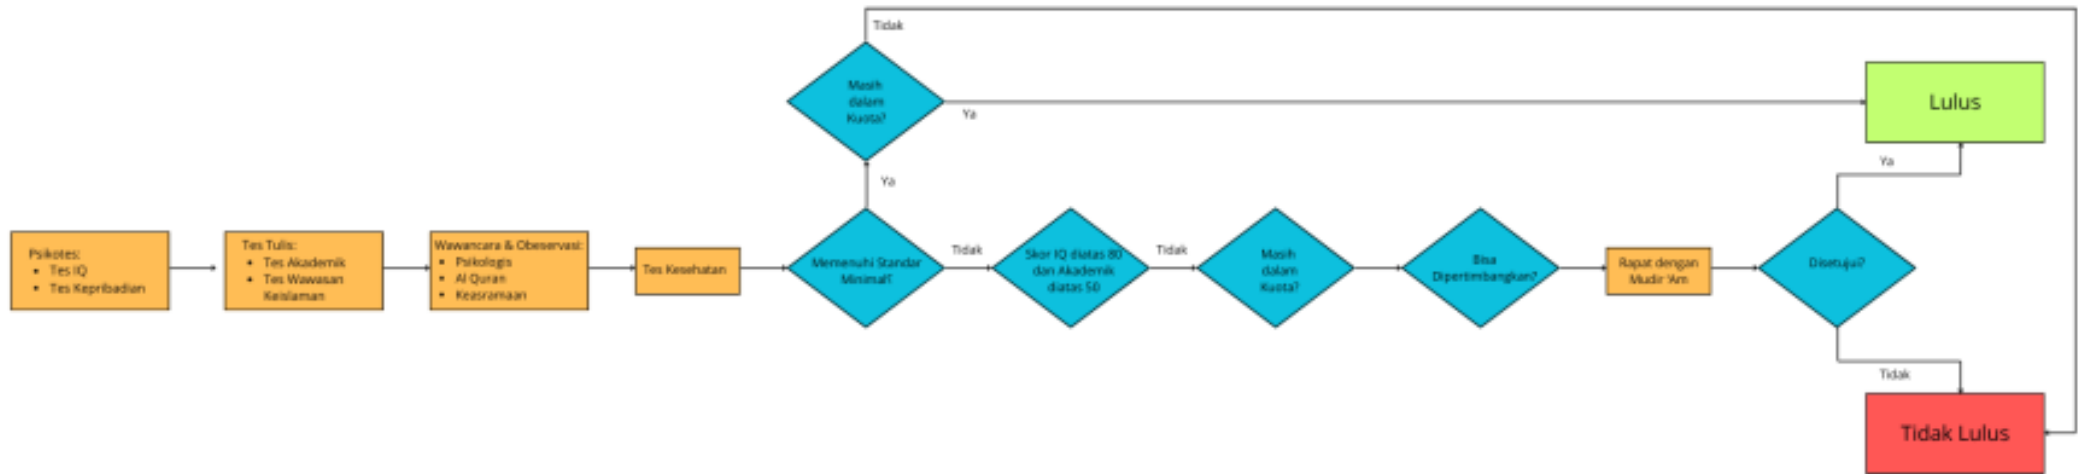 Tidak
Masih
dalam
Kuota?
Ya
Lulus
Ya
Ya
Psikotes:
• Tes IQ
• Tes Kepribadian
Tes Tulis:
• Tes Akademik
• Tes Wawasan
Keislaman
Wawancara & Obeservasi:
• Psikologis
• Al Quran
• Keasramaan
Tes Kesehatan
Memenuhi Standar
Minimal?
Tidak
Skor IQ diatas 80
dan Akademik
diatas 50
Tidak
Masih
dalam
Kuota?
Bisa
Dipertimbangkan?
Rapat dengan
Mudir 'Am
Disetujui?
Tidak
Tidak Lulus